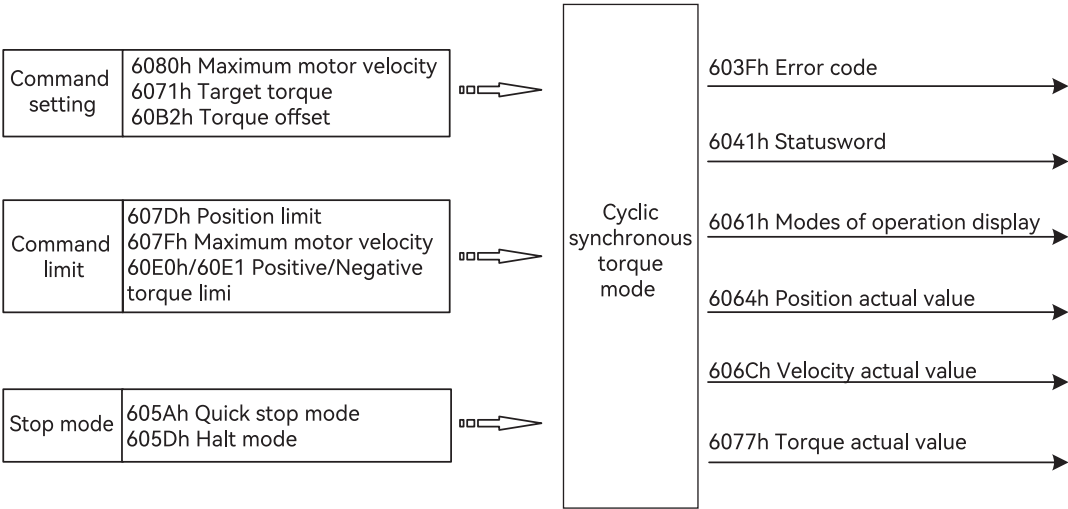 Command
setting
6080h Maximum motor velocity
6071h Target torque
60B2h Torque offset
Command
limit
607Dh Position limit
607Fh Maximum motor velocity
60E0h/60E1 Positive/Negative
torque limi
Stop mode
605Ah Quick stop mode
605Dh Halt mode
Cyclic
synchronous
torque
mode
603Fh Error code
6041h Statusword
6061h Modes of operation display
6064h Position actual value
606Ch Velocity actual value
6077h Torque actual value